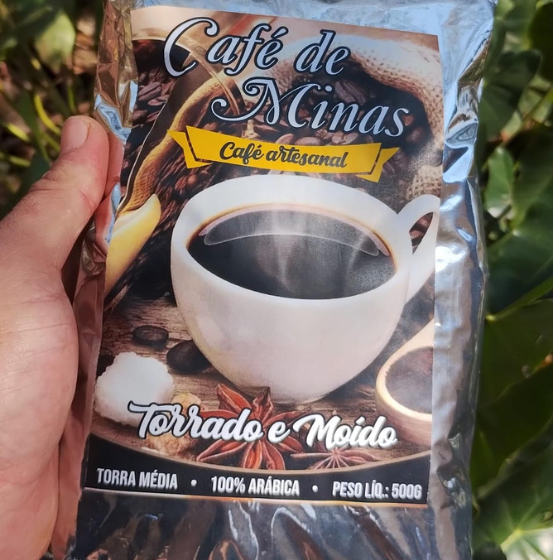 Café de
Minas
Café artesanal
Torrado e Moído
TORRA MÉDIA • 100% ARÁBICA • PESO LÍQ.: 500G